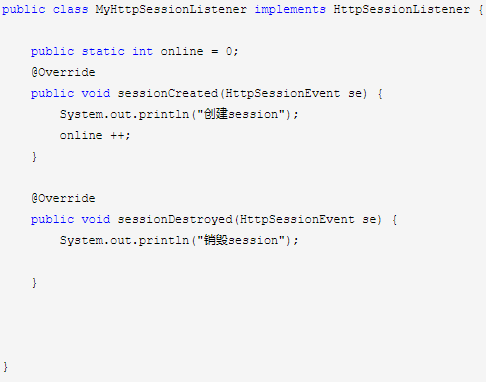 public class MyHttpSessionListener implements HttpSessionListener {
public static int online = 0;
@Override
public void sessionCreated(HttpSessionEvent se) {
System.out.println("创建session");
online ++;
}
@Override
public void sessionDestroyed(HttpSessionEvent se) {
System.out.println("销毁session");
}
}